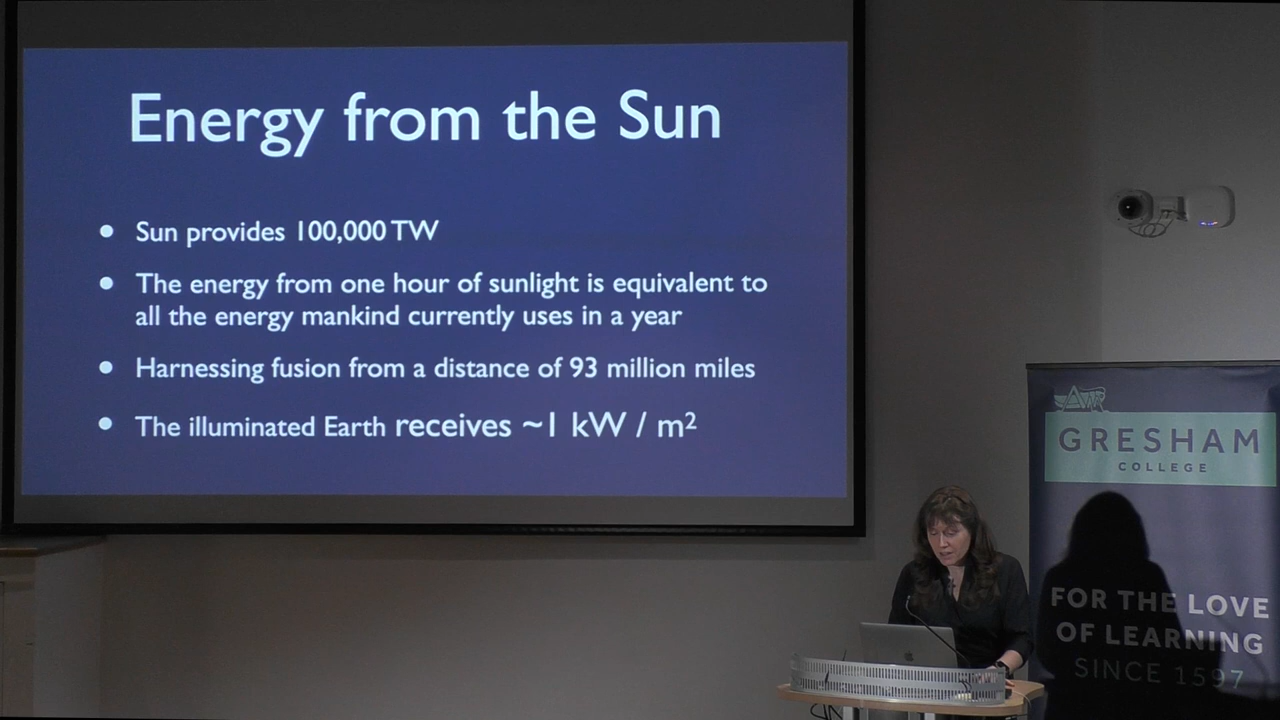 Energy from the Sun
• Sun provides 100,000 TW
• The energy from one hour of sunlight is equivalent to
all the energy mankind currently uses in a year
• Harnessing fusion from a distance of 93 million miles
• The illuminated Earth receives ~1 kW / m²
GRESHAM
COLLEGE
FOR THE LOVE
OF LEARNING
SINCE 1597